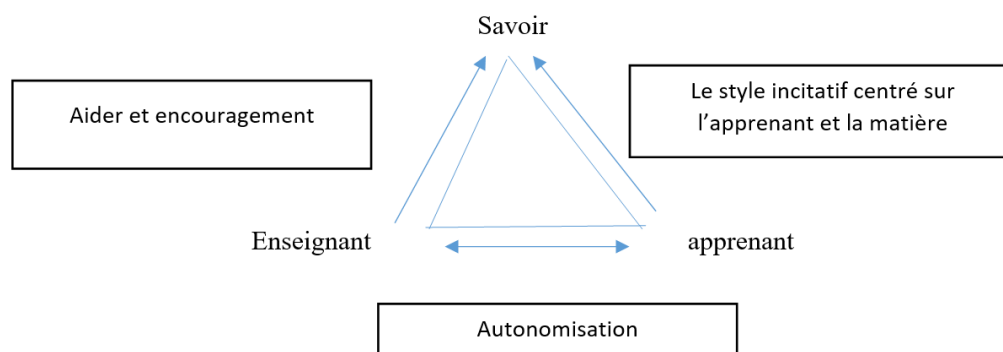 Savoir
Aider et encouragement
Le style incitatif centré sur
l'apprenant et la matière
Enseignant
apprenant
Autonomisation